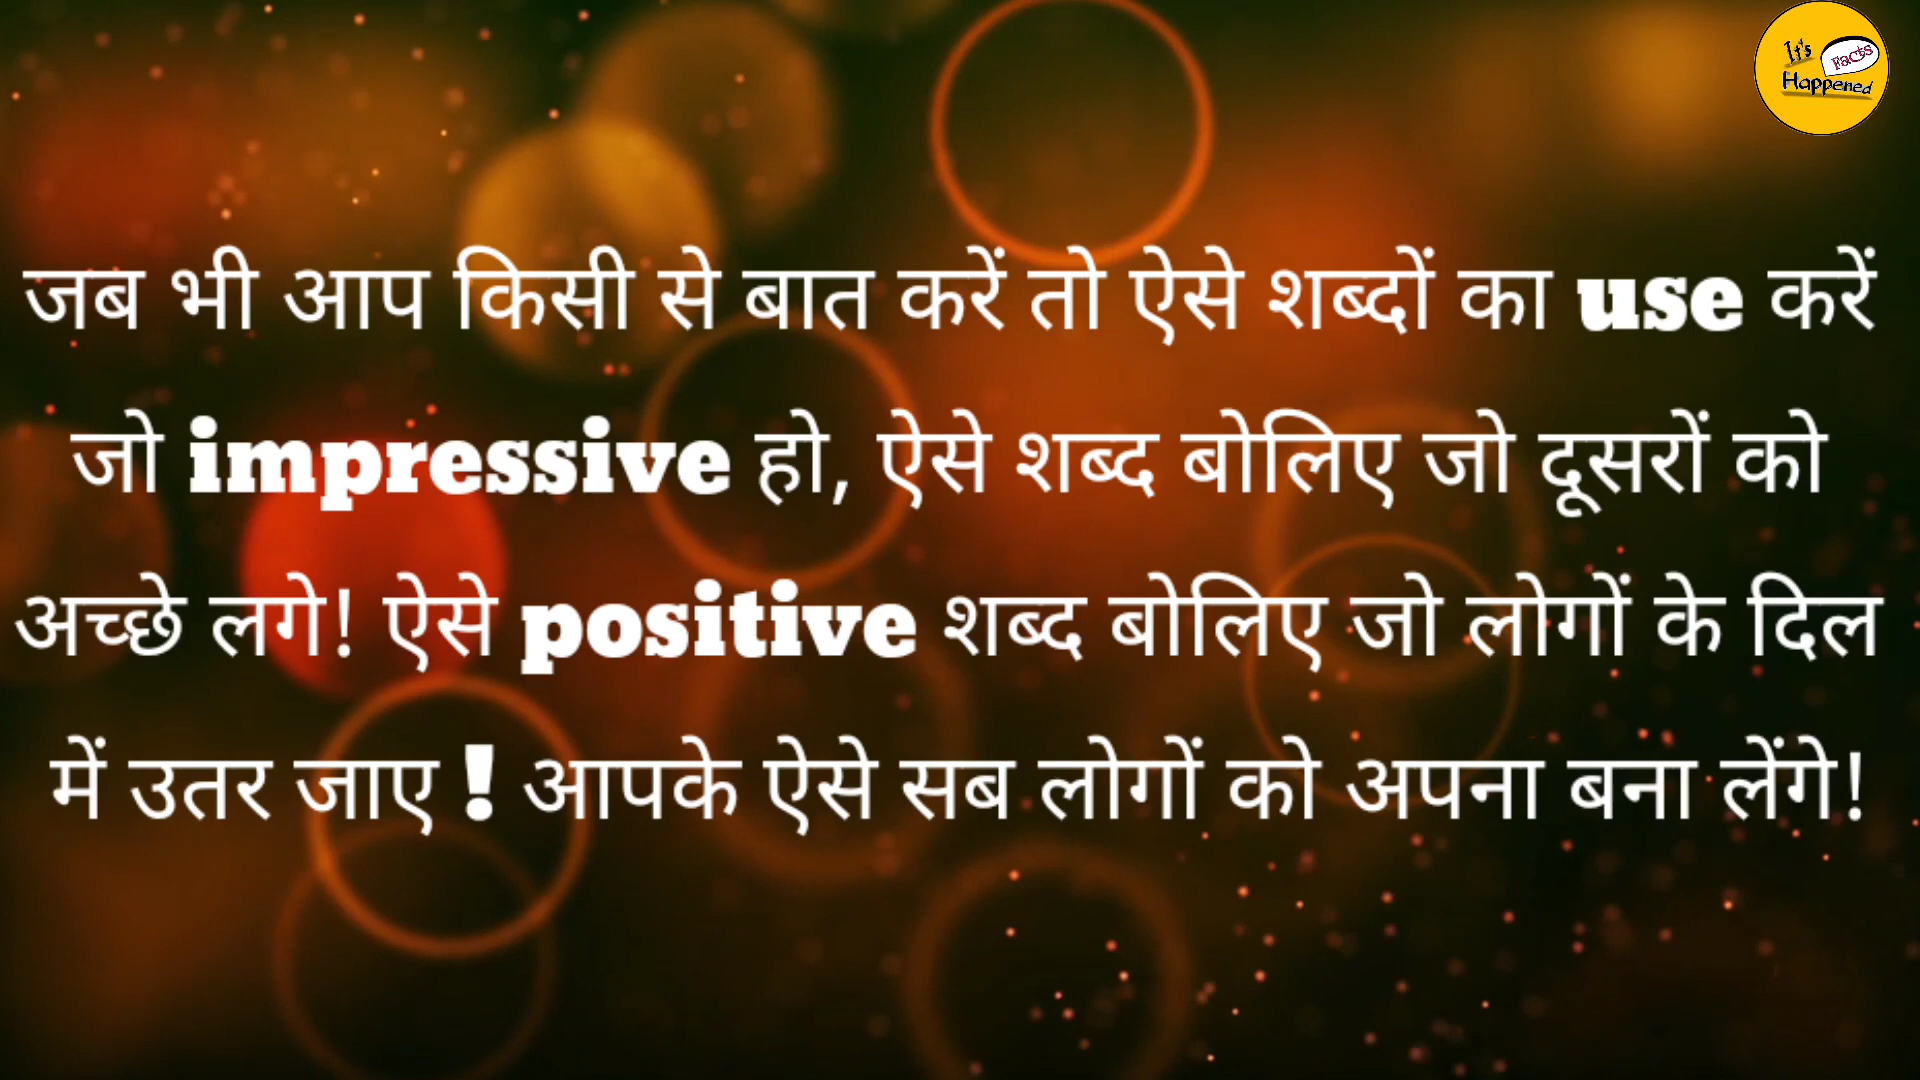 It's Facts
Happened
जब भी आप किसी से बात करें तो ऐसे शब्दों का use करें
जो impressive हो, ऐसे शब्द बोलिए जो दूसरों को
अच्छे लगे! ऐसे positive शब्द बोलिए जो लोगों के दिल
में उतर जाए ! आपके ऐसे सब लोगों को अपना बना लेंगे!